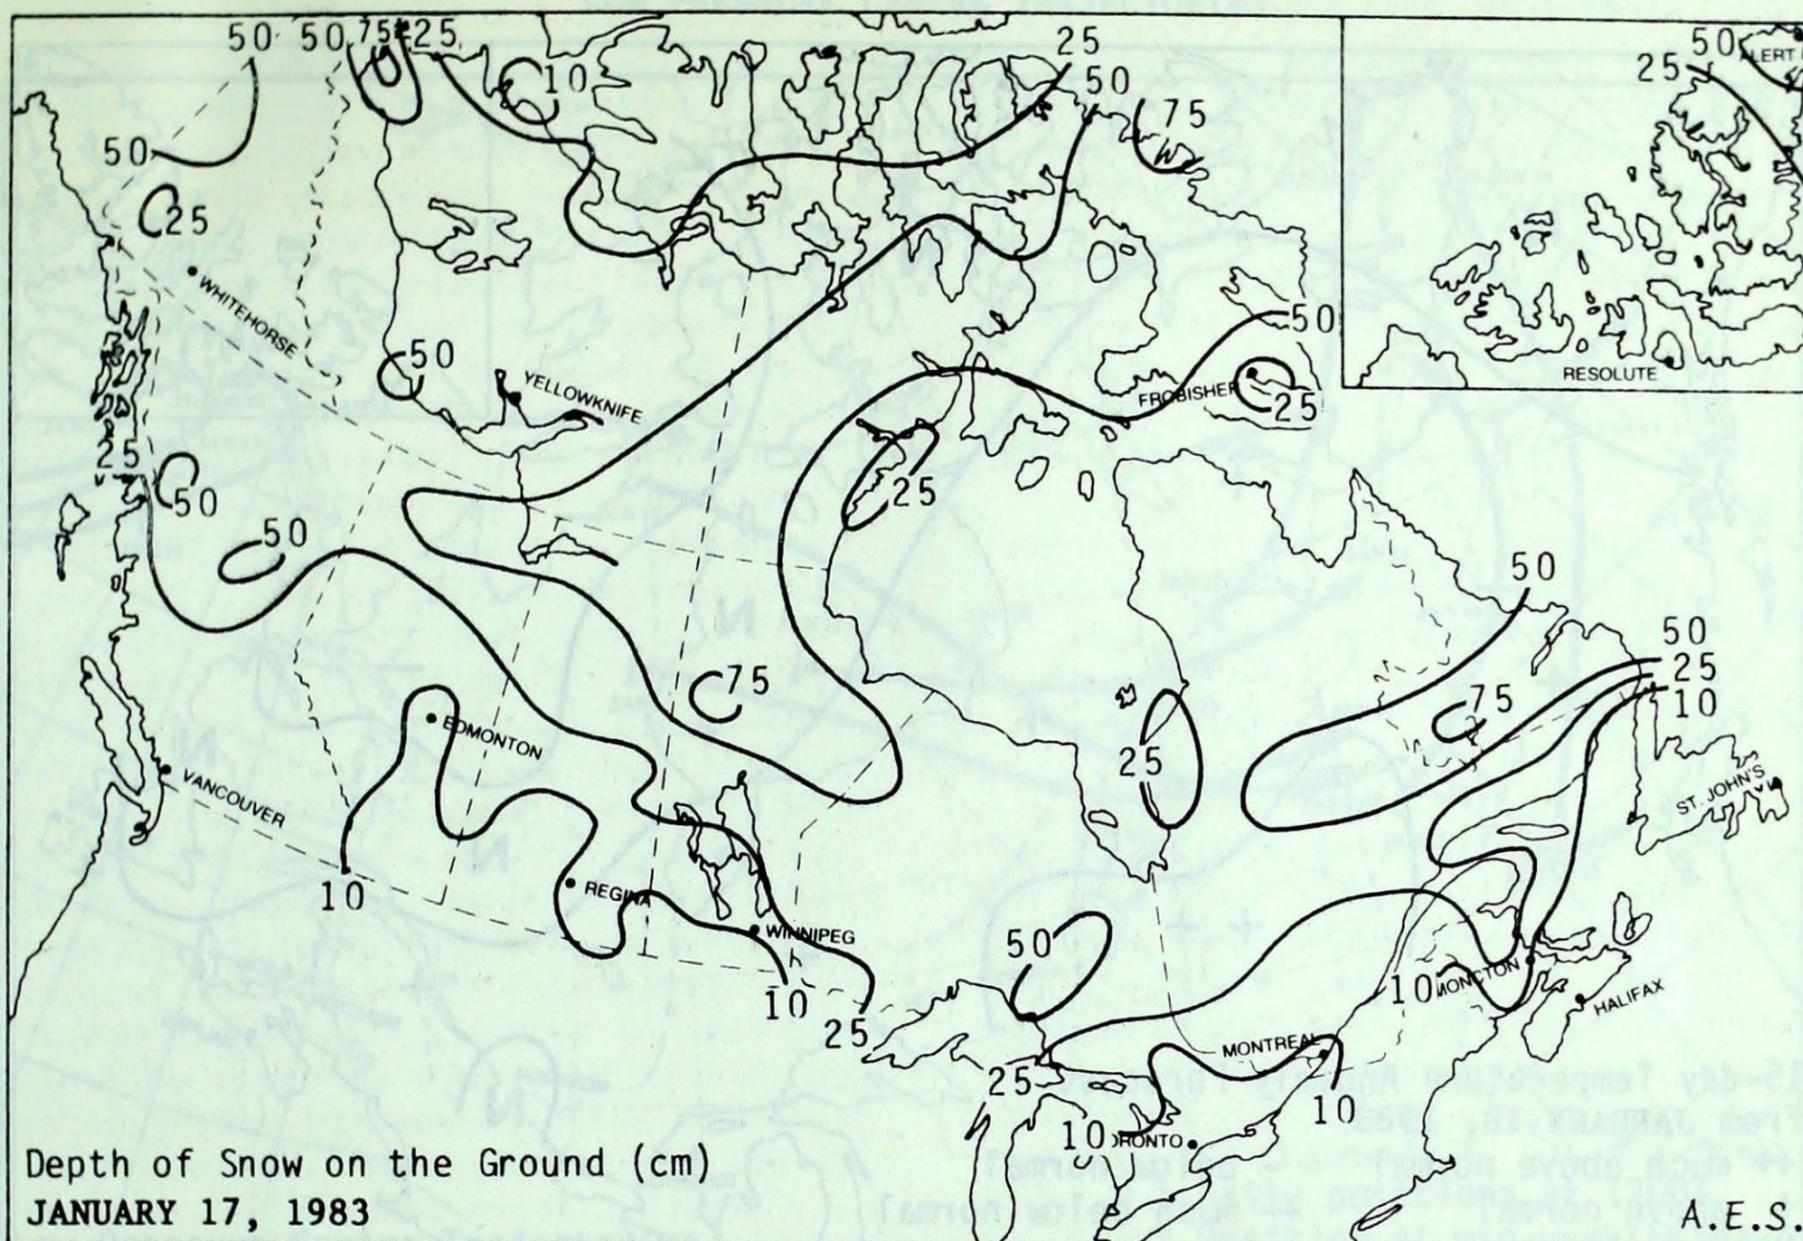 50 50 75 25
10
25
50
75
50
25
50
ALERT
50
25
WHITEHORSE
50
YELLOWKNIFE
50
FROBISHER
25
RESOLUTE
25
50
50
25
50
50
25
10
75
75
25
EDMONTON
VANCOUVER
ST. JOHN'S
10
REGINA
WINNIPEG
50
10
MONCTON
HALIFAX
10
25
MONTREAL
25
10
10
ORONTO
Depth of Snow on the Ground (cm)
JANUARY 17, 1983
A.E.S.